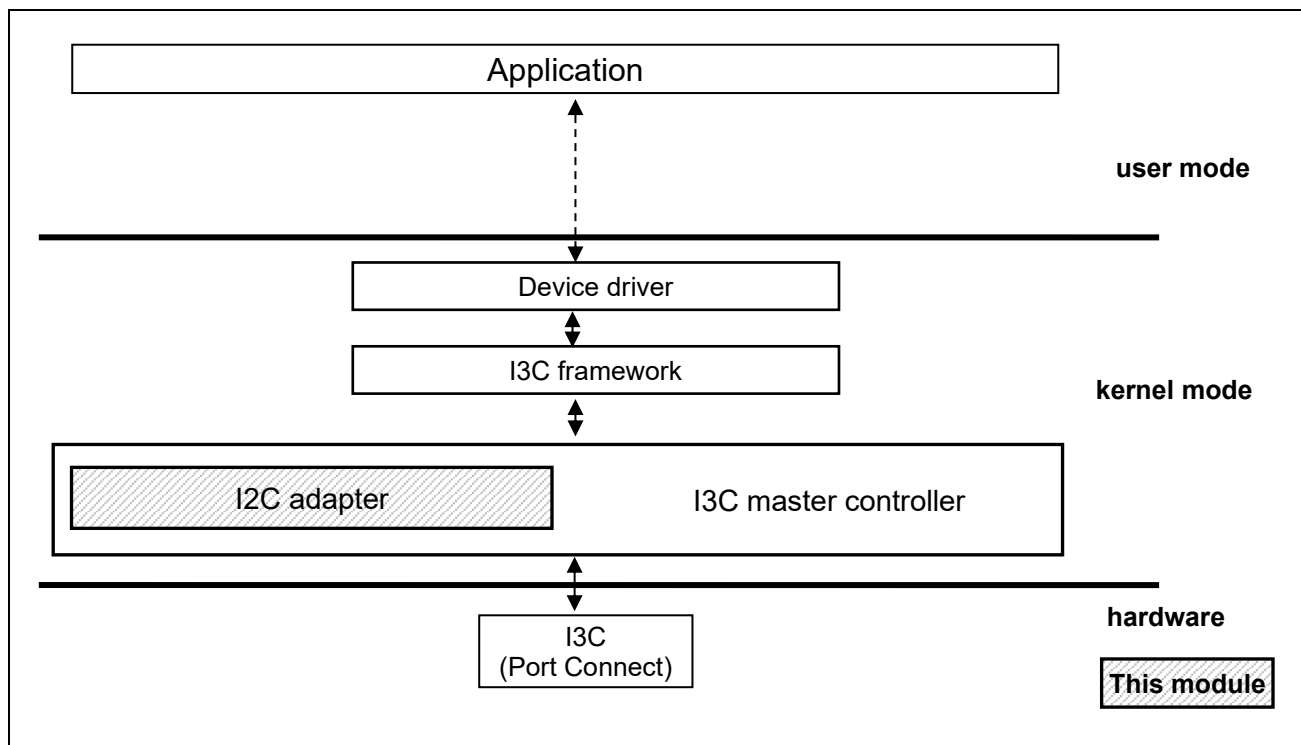 Application
user mode
Device driver
I3C framework
kernel mode
I2C adapter
I3C master controller
hardware
I3C
(Port Connect)
This module